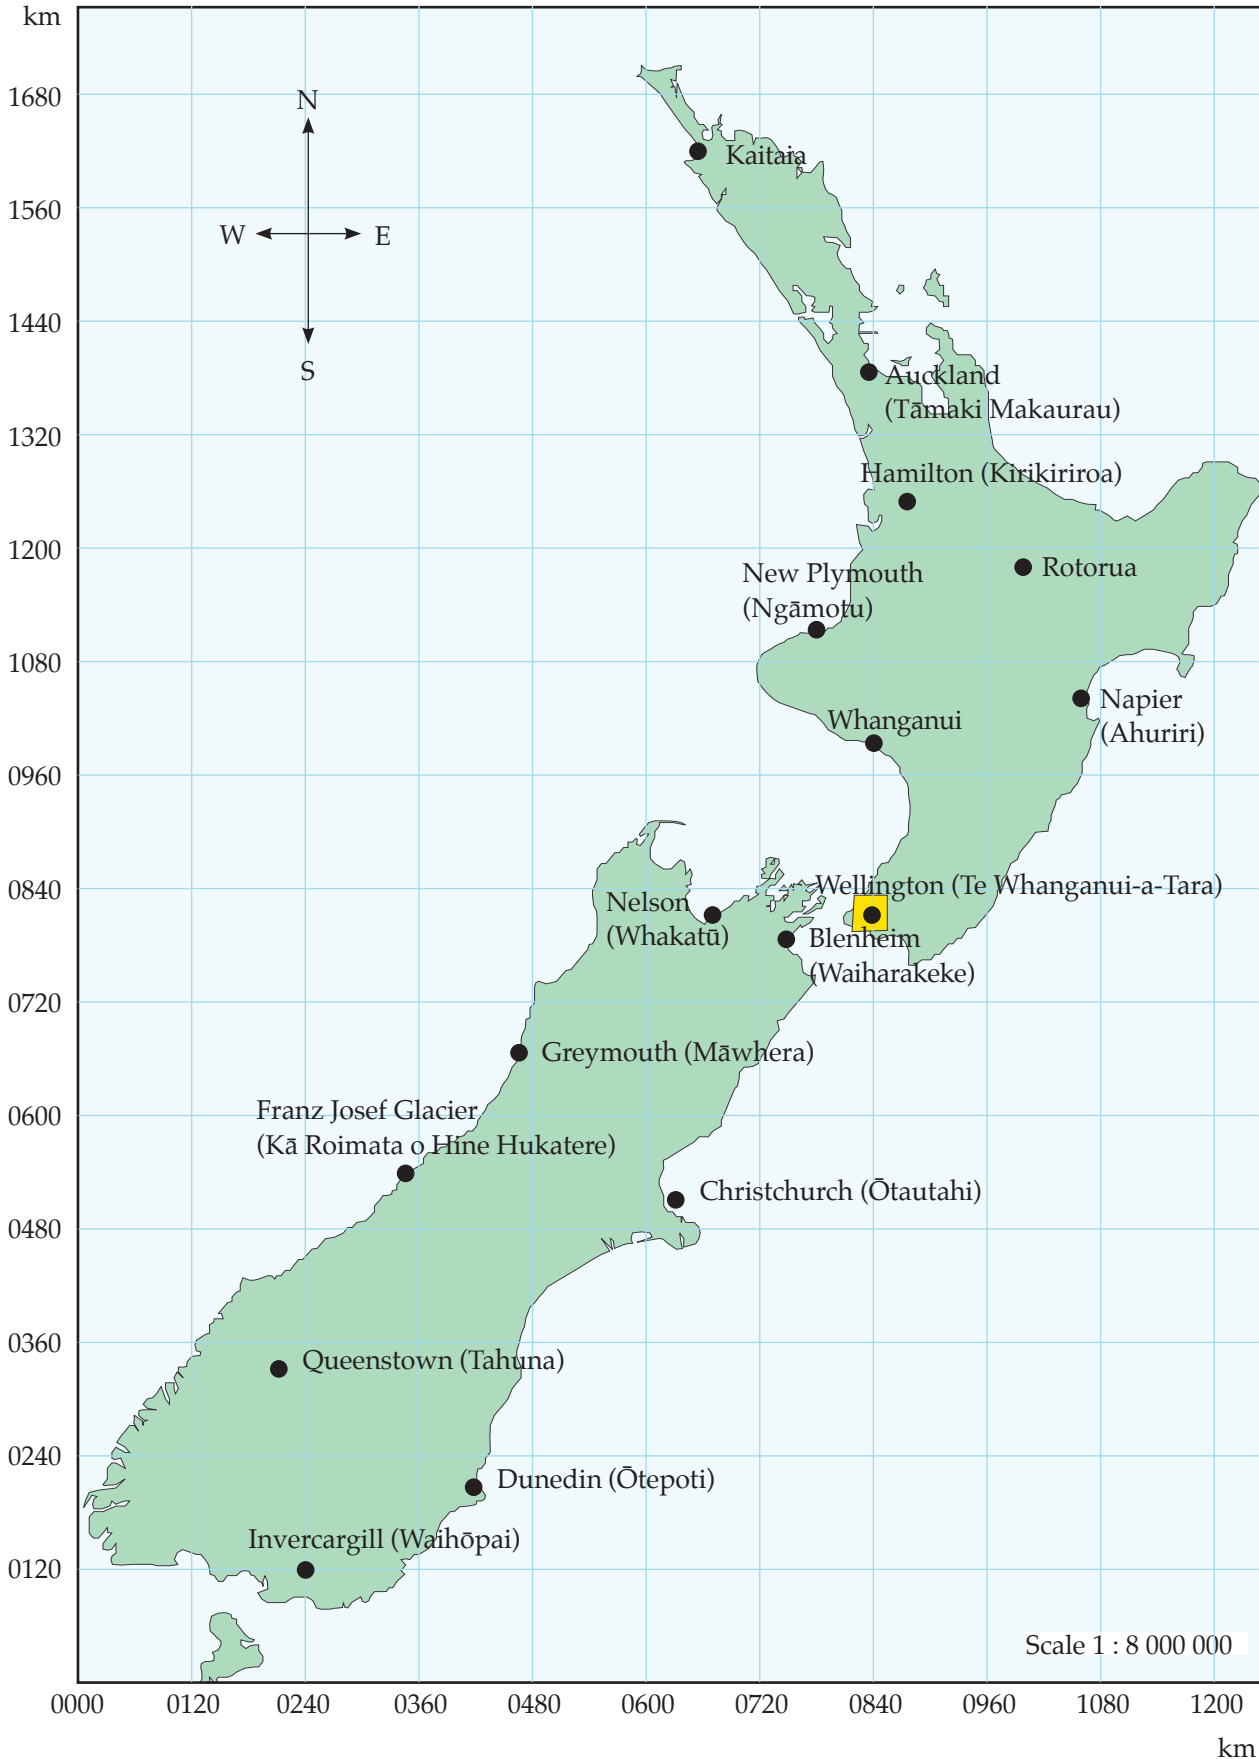 km
1680
1560
1440
1320
1200
1080
0960
0840
0720
0600
0480
0360
0240
0120
N
W
E
S
Kaitaia
Auckland
(Tāmaki Makaurau)
Hamilton (Kirikiriroa)
Rotorua
New Plymouth
(Ngāmotu)
Napier
(Ahuriri)
Whanganui
Wellington (Te Whanganui-a-Tara)
Nelson
(Whakatū)
Blenheim
(Waiharakeke)
Greymouth (Māwhera)
Franz Josef Glacier
(Kā Roimata o Hine Hukatere)
Christchurch (Ōtautahi)
Queenstown (Tahuna)
Dunedin (Ōtepoti)
Invercargill (Waihōpai)
Scale 1 : 8 000 000
0000 0120 0240 0360 0480 0600 0720 0840 0960 1080 1200
km